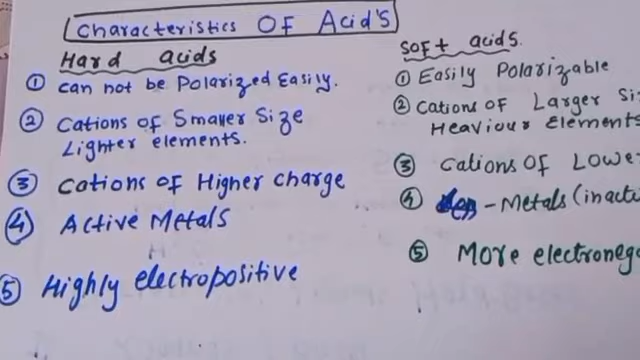 Characteristics OF Acid's
Hard acids
① can not be Polarized Easily.
② Cations of Smaller Size
Lighter elements.
③ Cations of Higher Charge
④ Active Metals
⑤ Highly electropositive
SOFt acids.
① Easily Polarizable
② Cations OF Larger Si
Heaviour Elements
③ Cations OF Lowe
④ - Metals (inacti
⑤ More electronega